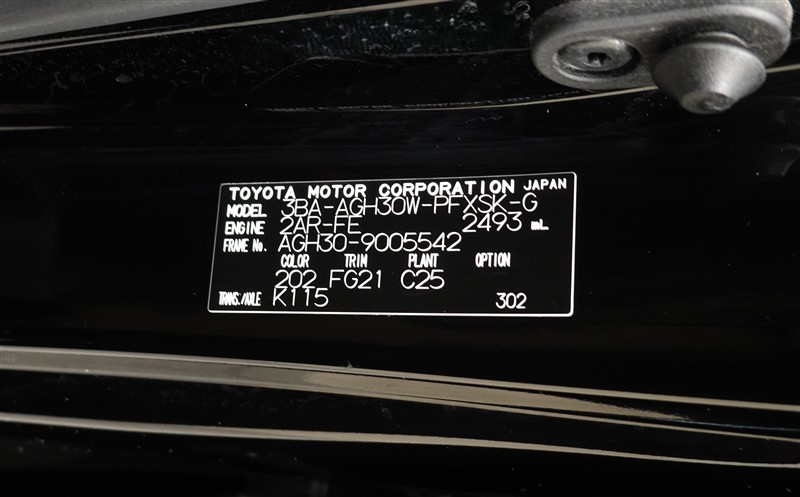 TOYOTA MOTOR CORPORATION JAPAN
MODEL 3BA-AGH30W-PFXSK-G
ENGINE 2AR-FE 2493 mL
FRAME No. AGH30-9005542
COLOR TRIM PLANT OPTION
202 FG21 C25
TRANS./AXLE K115 302